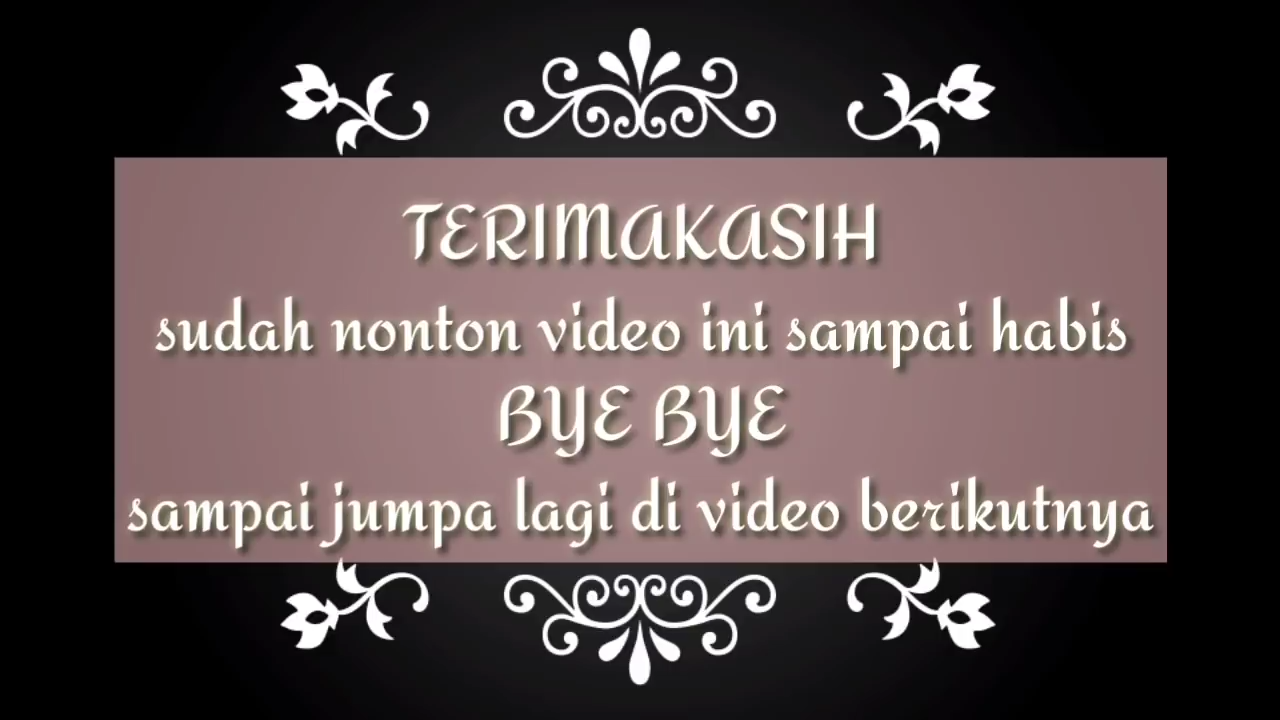 TERIMAKASIH
sudah nonton video ini sampai habis
BYE BYE
sampai jumpa lagi di video berikutnya